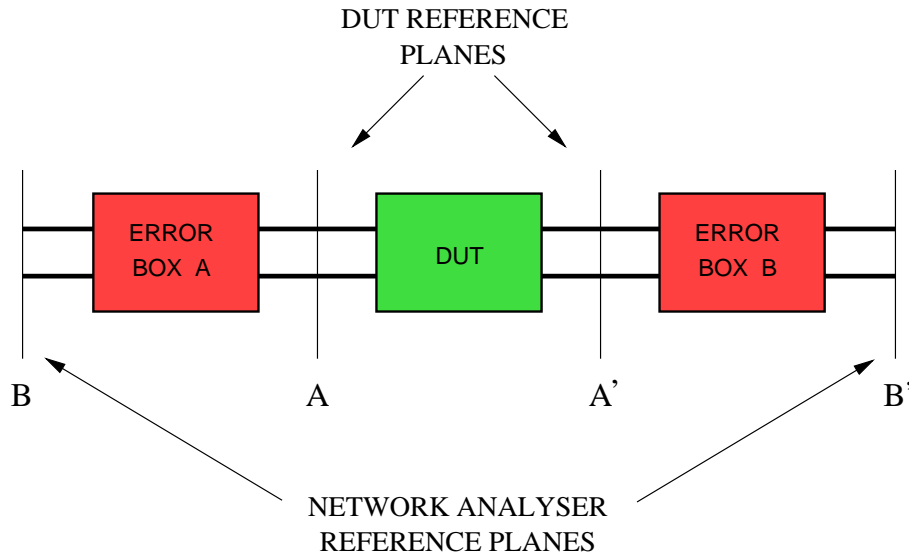 DUT REFERENCE
PLANES
ERROR
BOX A
DUT
ERROR
BOX B
B
A
A'
B'
NETWORK ANALYSER
REFERENCE PLANES